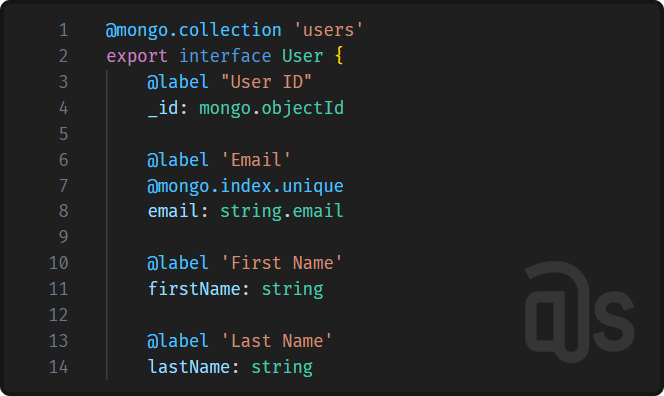 1 @mongo.collection 'users'
2 export interface User {
3 @label "User ID"
4 _id: mongo.objectId
5
6 @label 'Email'
7 @mongo.index.unique
8 email: string.email
9
10 @label 'First Name'
11 firstName: string
12
13 @label 'Last Name'
14 lastName: string
as